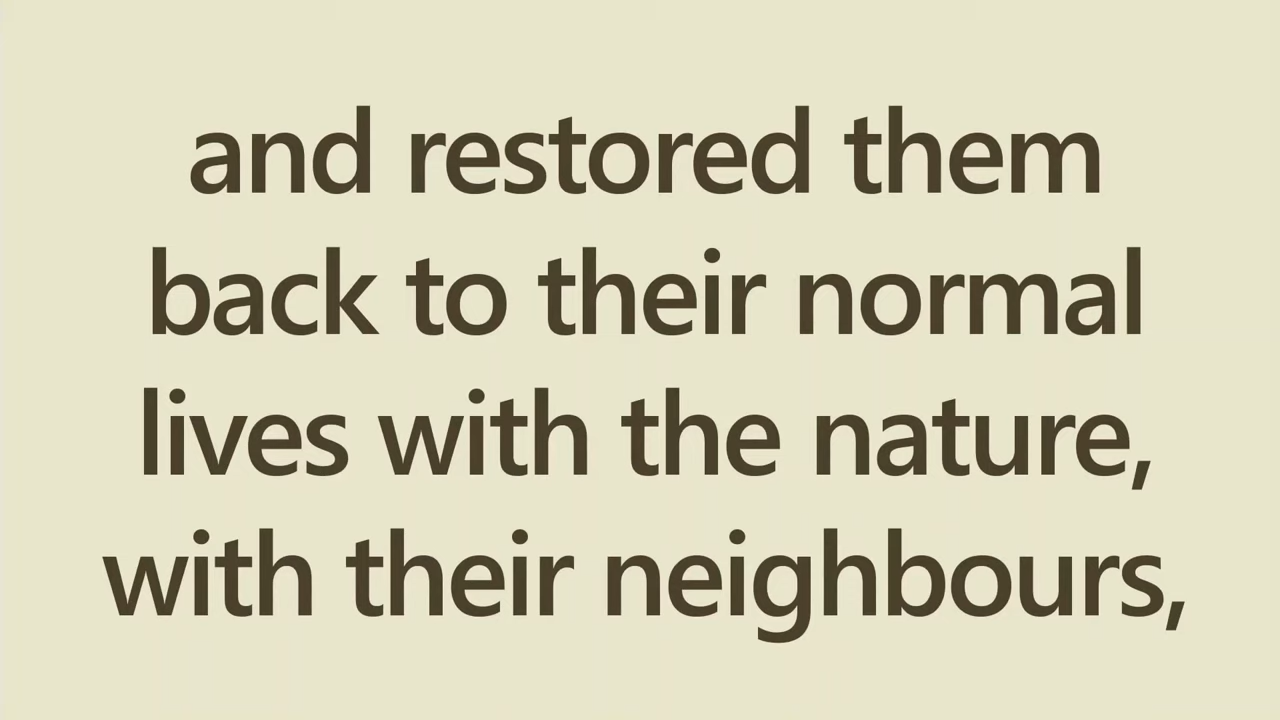 and restored them
back to their normal
lives with the nature,
with their neighbours,